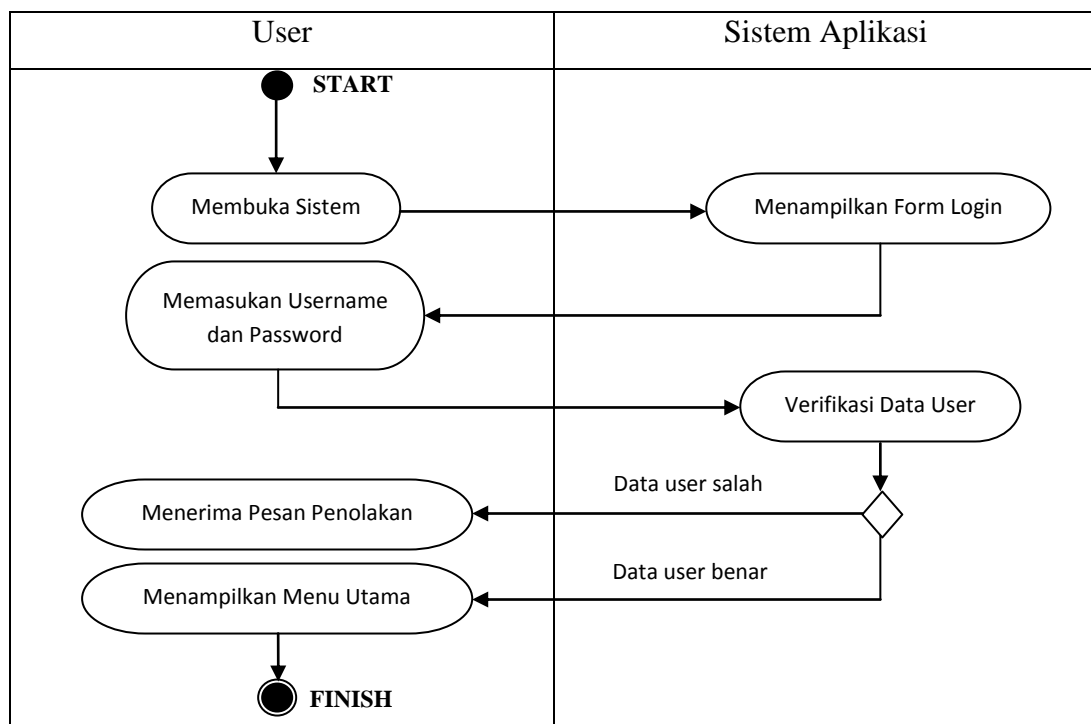 User
Sistem Aplikasi
START
Membuka Sistem
Menampilkan Form Login
Memasukan Username
dan Password
Verifikasi Data User
Data user salah
Menerima Pesan Penolakan
Data user benar
Menampilkan Menu Utama
FINISH